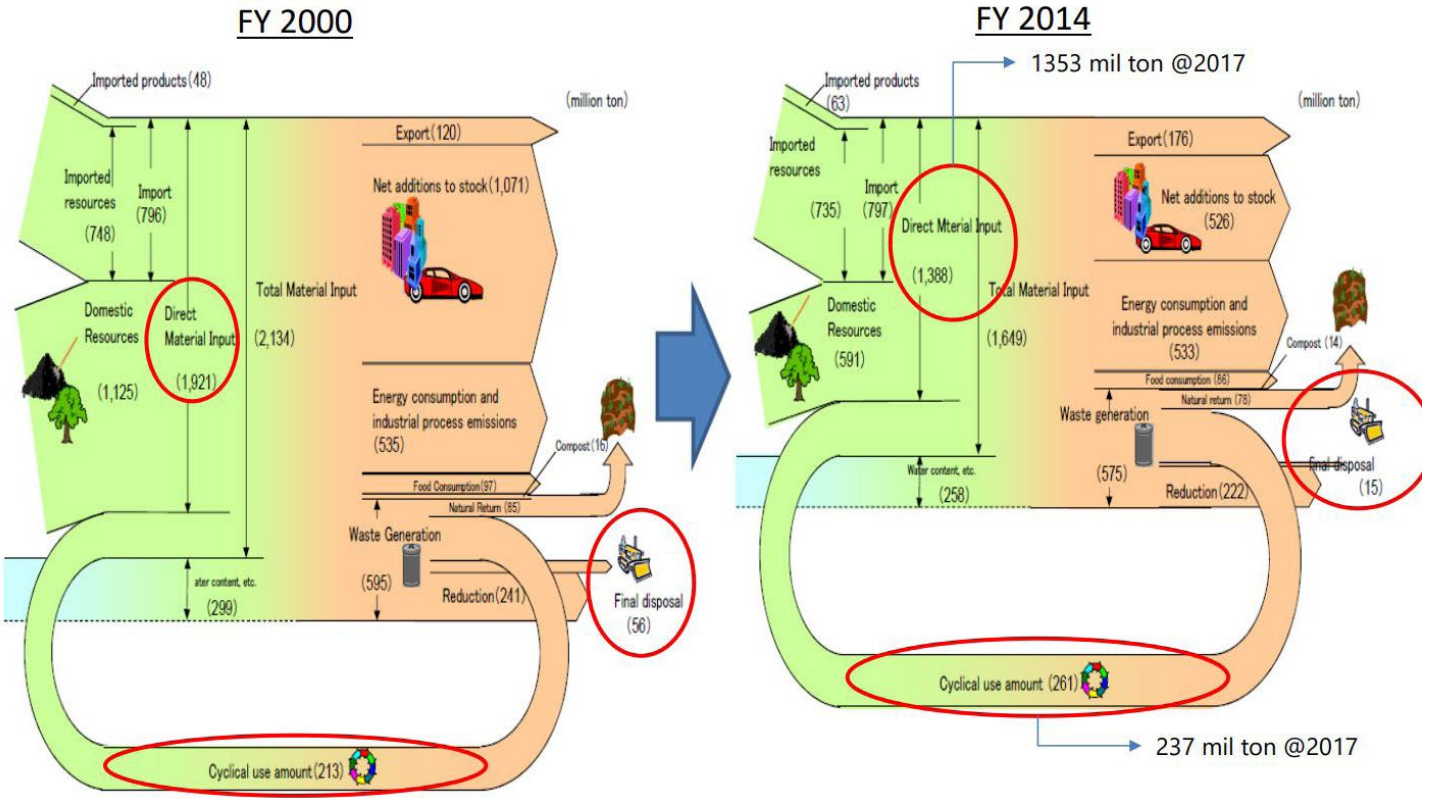 FY 2000
Imported products(48)
(million ton)
Export(120)
Imported
resources
(748)
Import
(796)
Net additions to stock(1,071)
Domestic
Resources
(1,125)
Direct
Material Input
(1,921)
Total Material Input
(2,134)
Energy consumption and
industrial process emissions
(535)
Compost(16)
Food Consumption(97)
Natural Return (85)
Waste Generation
(595)
ater content, etc.
(299)
Reduction(241)
Final disposal
(56)
Cyclical use amount(213)
FY 2014
1353 mil ton @2017
Imported products
(63)
(million ton)
Export(176)
Imported
resources
(735)
Import
(797)
Direct Mterial Input
(1,388)
Net additions to stock
(526)
Total Material Input
(1,649)
Domestic
Resources
(591)
Energy consumption and
industrial process emissions
(533)
Compost (14)
Food consumption (86)
Natural return (78)
Waste generation
(575)
Water content, etc.
(258)
Reduction(222)
final disposal
(15)
Cyclical use amount (261)
237 mil ton @2017